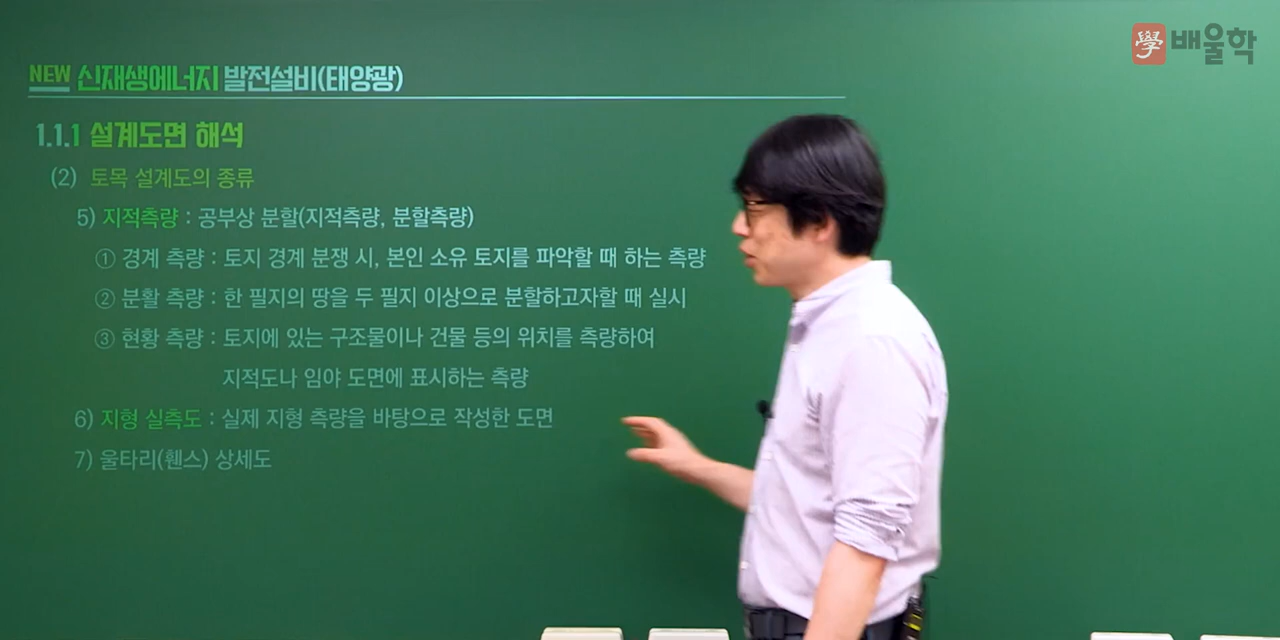 學 배울학
NEW 신재생에너지 발전설비(태양광)
1.1.1 설계도면 해석
(2) 토목 설계도의 종류
5) 지적측량 : 공부상 분할(지적측량, 분할측량)
① 경계 측량 : 토지 경계 분쟁 시, 본인 소유 토지를 파악할 때 하는 측량
② 분활 측량 : 한 필지의 땅을 두 필지 이상으로 분할하고자할 때 실시
③ 현황 측량 : 토지에 있는 구조물이나 건물 등의 위치를 측량하여
지적도나 임야 도면에 표시하는 측량
6) 지형 실측도 : 실제 지형 측량을 바탕으로 작성한 도면
7) 울타리(휀스) 상세도